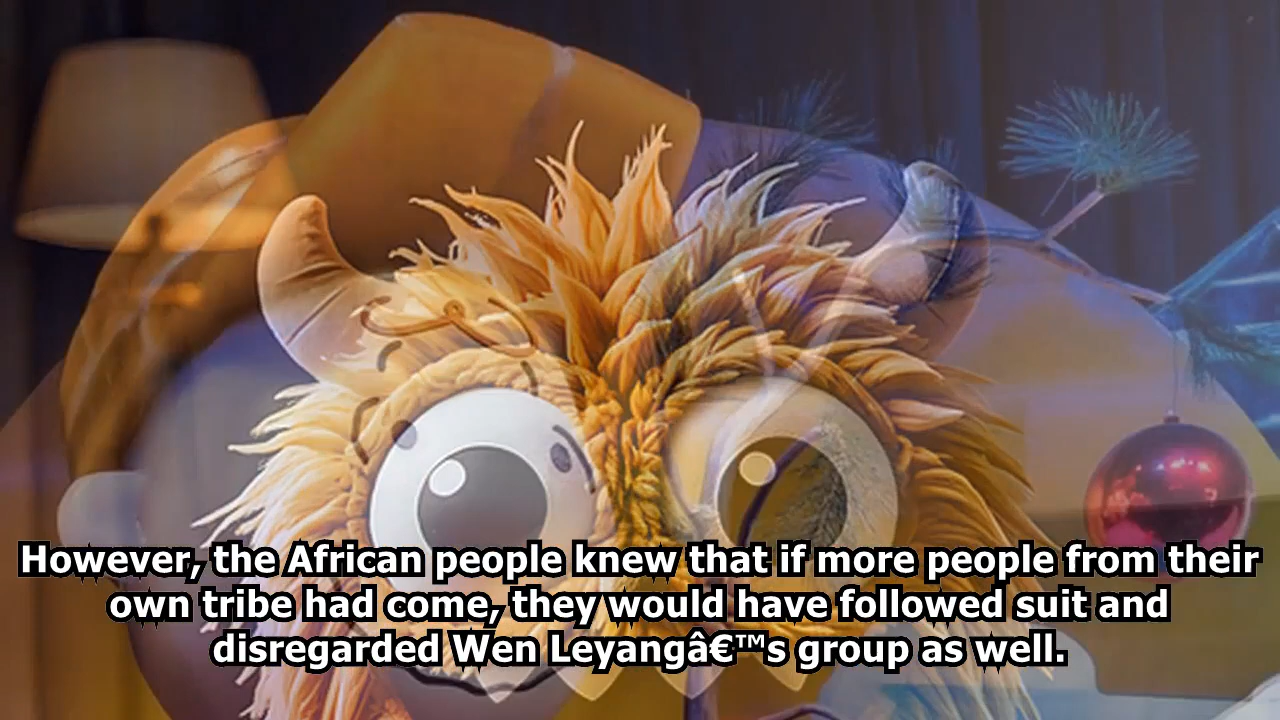 However, the African people knew that if more people from their
own tribe had come, they would have followed suit and
disregarded Wen Leyangâ€™s group as well.